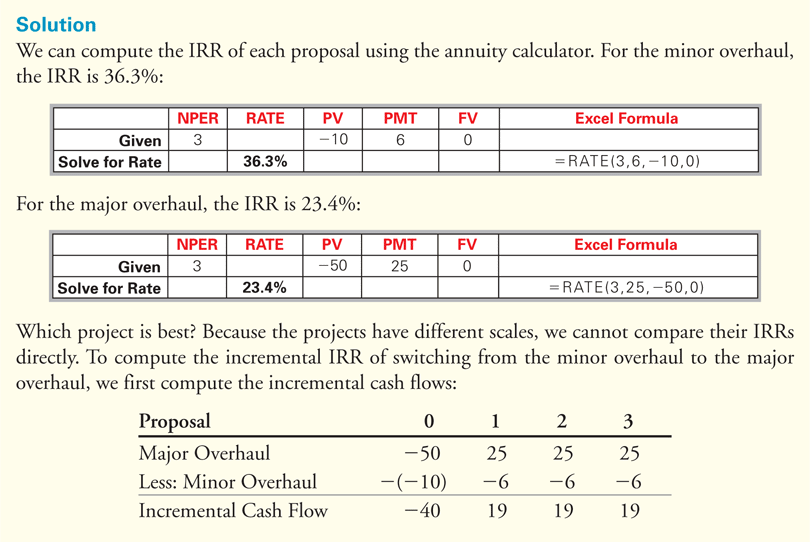 Solution
We can compute the IRR of each proposal using the annuity calculator. For the minor overhaul,
the IRR is 36.3%:
NPER RATE PV PMT FV Excel Formula
Given 3 −10 6 0
Solve for Rate 36.3% =RATE(3,6,−10,0)
For the major overhaul, the IRR is 23.4%:
NPER RATE PV PMT FV Excel Formula
Given 3 −50 25 0
Solve for Rate 23.4% =RATE(3,25,−50,0)
Which project is best? Because the projects have different scales, we cannot compare their IRRs
directly. To compute the incremental IRR of switching from the minor overhaul to the major
overhaul, we first compute the incremental cash flows:
Proposal 0 1 2 3
Major Overhaul −50 25 25 25
Less: Minor Overhaul −(−10) −6 −6 −6
Incremental Cash Flow −40 19 19 19